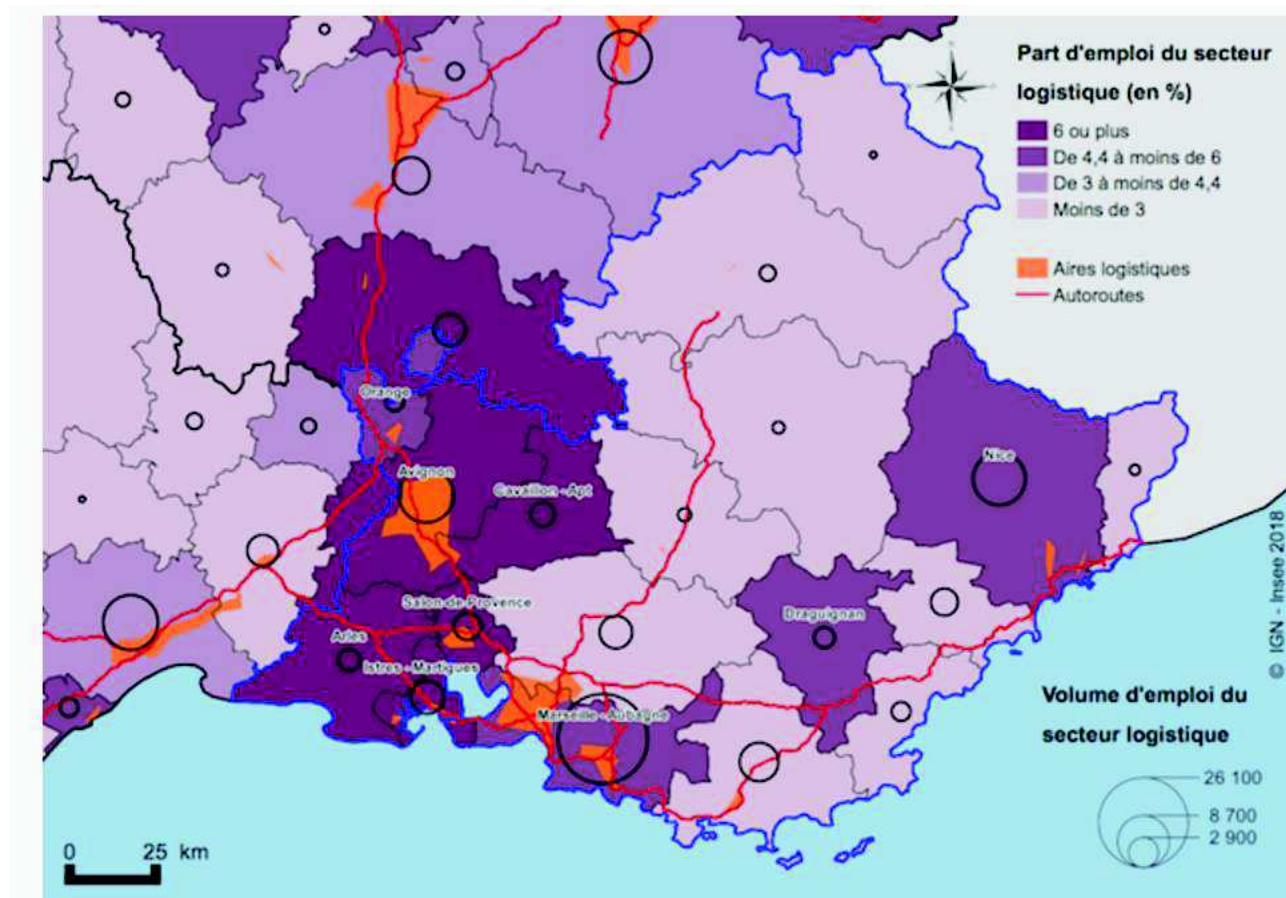 Part d'emploi du secteur
logistique (en %)
6 ou plus
De 4,4 à moins de 6
De 3 à moins de 4,4
Moins de 3
Aires logistiques
Autoroutes
Orange
Avignon
Cavaillon - Apt
Nice
Salon-de-Provence
Draguignan
Arles
Istres - Martigues
Marseille - Aubagne
© IGN - Insee 2018
Volume d'emploi du
secteur logistique
26 100
8 700
2 900
0 25 km